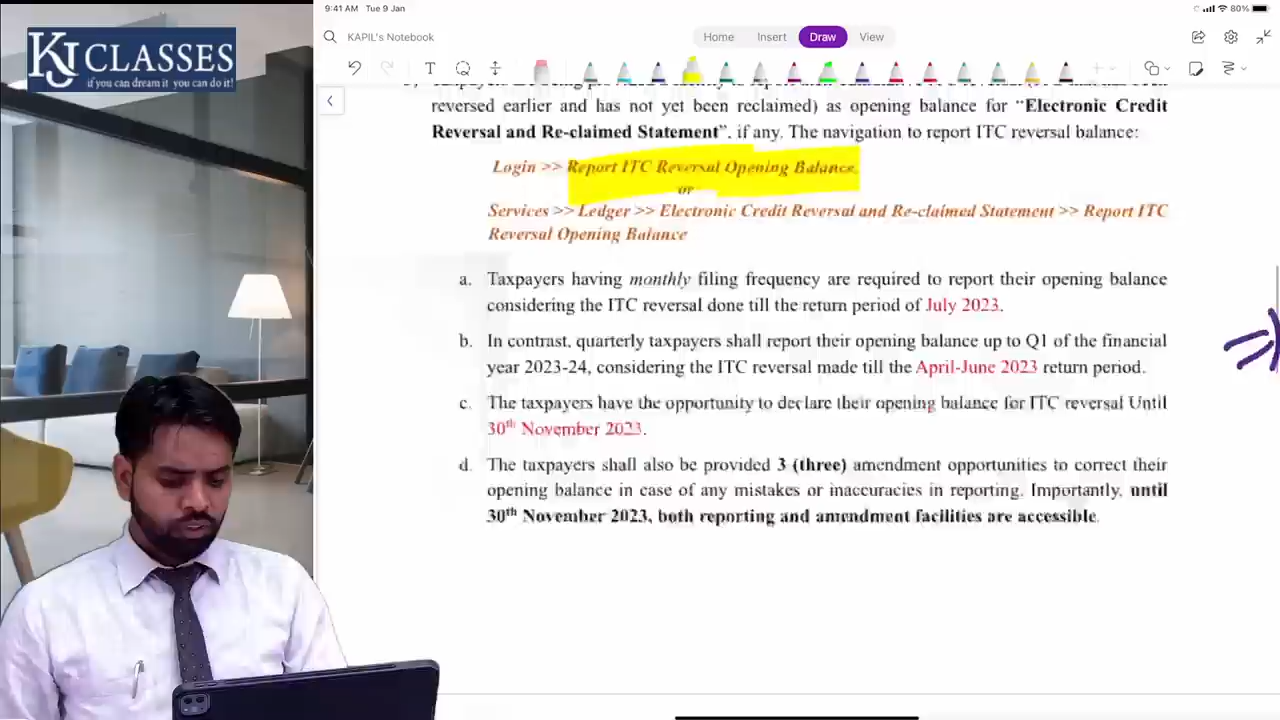 9:41 AM Tue 9 Jan
80%
KJ CLASSES
if you can dream it you can do it!
KAPIL's Notebook
Home Insert Draw View
T
reversed earlier and has not yet been reclaimed) as opening balance for "Electronic Credit
Reversal and Re-claimed Statement", if any. The navigation to report ITC reversal balance:
Login >> Report ITC Reversal Opening Balance.
or
Services >> Ledger >> Electronic Credit Reversal and Re-claimed Statement >> Report ITC
Reversal Opening Balance
a. Taxpayers having monthly filing frequency are required to report their opening balance
considering the ITC reversal done till the return period of July 2023.
b. In contrast, quarterly taxpayers shall report their opening balance up to Q1 of the financial
year 2023-24, considering the ITC reversal made till the April-June 2023 return period.
c. The taxpayers have the opportunity to declare their opening balance for ITC reversal Until
30th November 2023.
d. The taxpayers shall also be provided 3 (three) amendment opportunities to correct their
opening balance in case of any mistakes or inaccuracies in reporting. Importantly, until
30th November 2023, both reporting and amendment facilities are accessible.